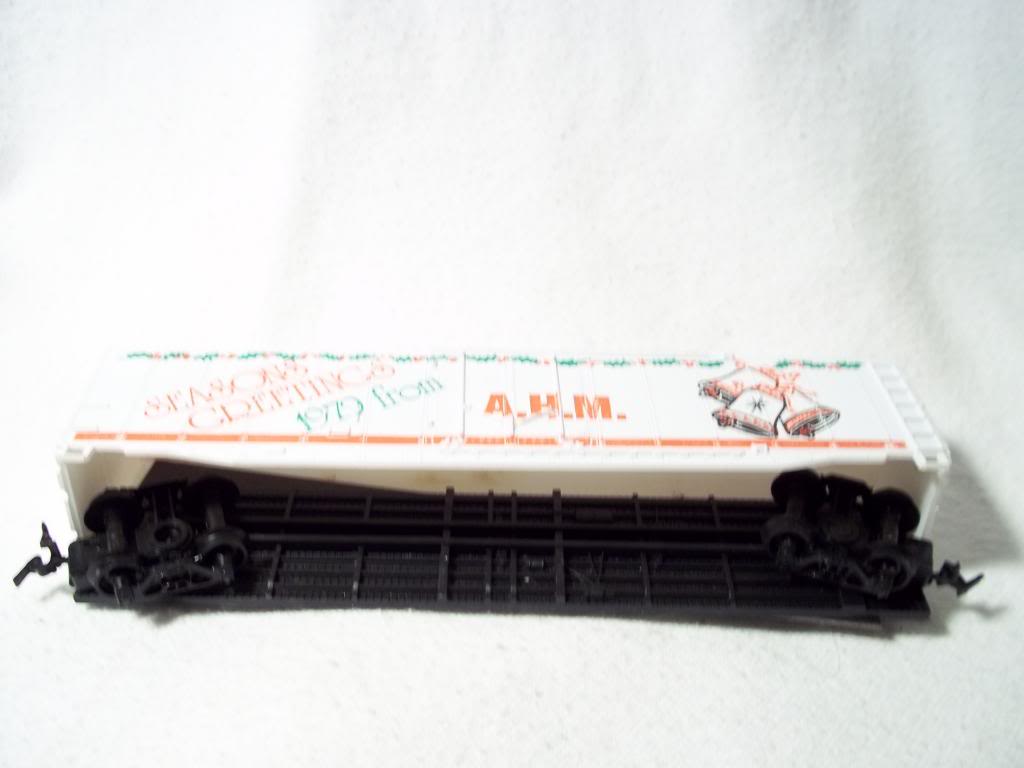 SEASONS
GREETINGS
1979 from
A.H.M.